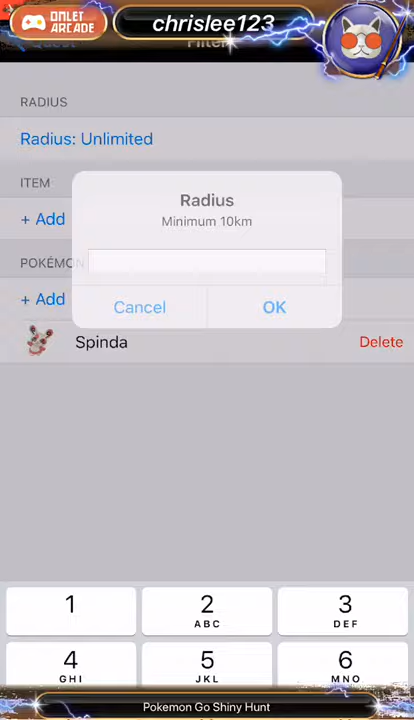 OMLET
ARCADE
chrislee123
Quest
Filter
RADIUS
Radius: Unlimited
ITEM
Radius
Minimum 10km
+ Add
POKÉMON
+ Add
Cancel
OK
Spinda
Delete
1
2
ABC
3
DEF
4
GHI
5
JKL
6
MNO
Pokemon Go Shiny Hunt